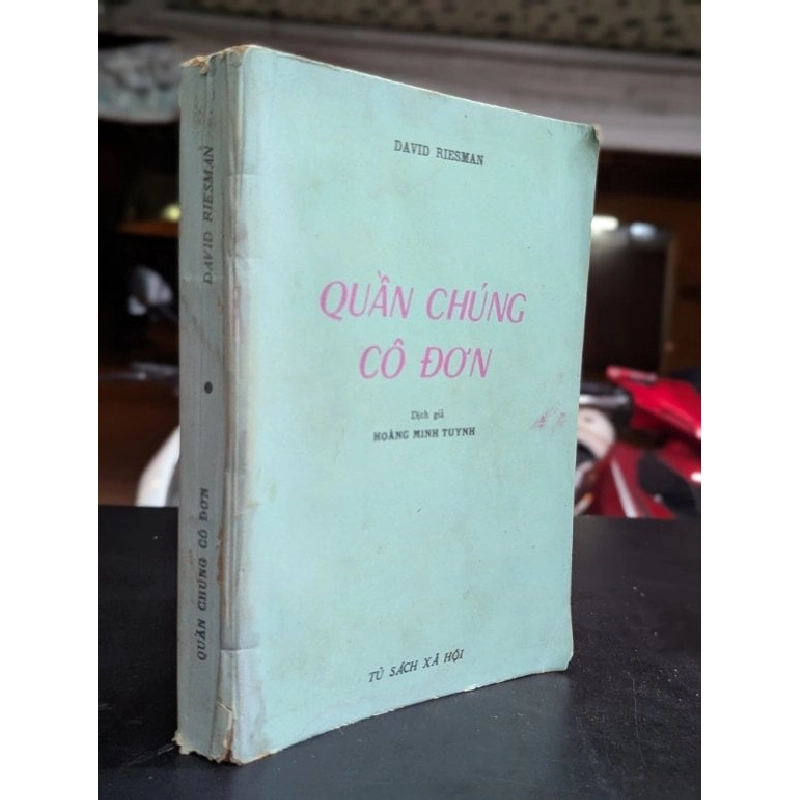 DAVID RIESMAN
QUẦN CHÚNG
CÔ ĐƠN
Dịch giả
HOÀNG MINH TUYNH
TỦ SÁCH XÃ HỘI
DAVID RIESMAN
QUẦN CHÚNG CÔ ĐƠN